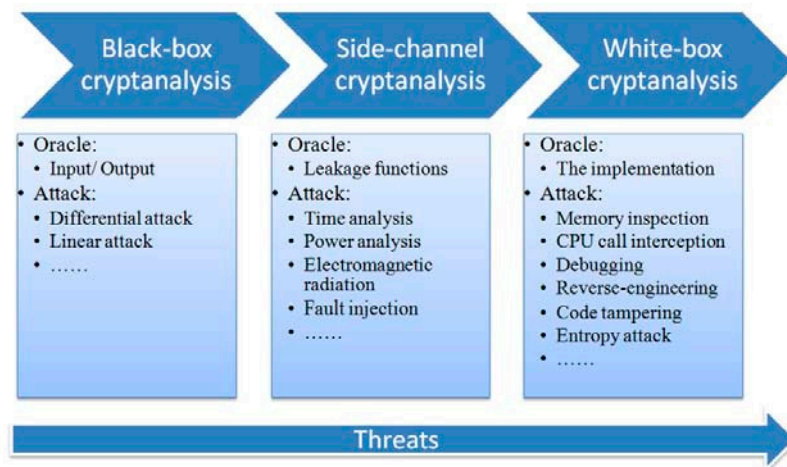 Black-box
cryptanalysis
• Oracle:
• Input/ Output
• Attack:
• Differential attack
• Linear attack
• ……
Side-channel
cryptanalysis
• Oracle:
• Leakage functions
• Attack:
• Time analysis
• Power analysis
• Electromagnetic
radiation
• Fault injection
• ……
White-box
cryptanalysis
• Oracle:
• The implementation
• Attack:
• Memory inspection
• CPU call interception
• Debugging
• Reverse-engineering
• Code tampering
• Entropy attack
• ……
Threats